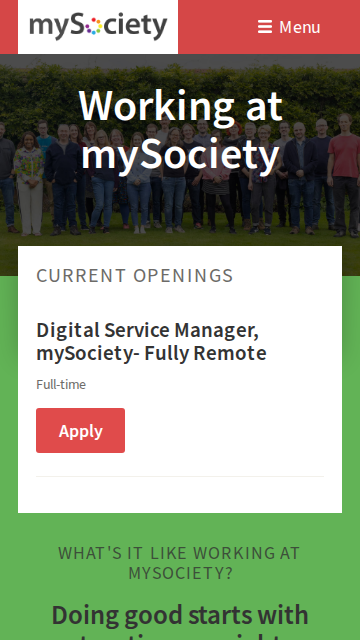 mySociety
Menu
Working at
mySociety
CURRENT OPENINGS
Digital Service Manager,
mySociety- Fully Remote
Full-time
Apply
WHAT'S IT LIKE WORKING AT
MYSOCIETY?
Doing good starts with